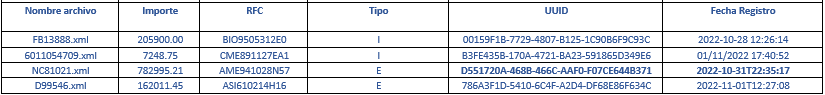 Nombre archivo Importe RFC Tipo UUID Fecha Registro
FB13888.xml 205900.00 BIO9505312E0 I 00159F1B-7729-4807-B125-1C90B6F9C93C 2022-10-28 12:26:14
6011054709.xml 7248.75 CME891127EA1 I B3FE435B-170A-4721-BA23-591865D349E6 01/11/2022 17:40:52
NC81021.xml 782995.21 AME941028N57 E D551720A-468B-466C-AAF0-F07CE644B371 2022-10-31T22:35:17
D99546.xml 162011.45 ASI610214H16 E 786A3F1D-5410-6C4F-A2D4-DF68E86F634C 2022-11-01T12:27:08